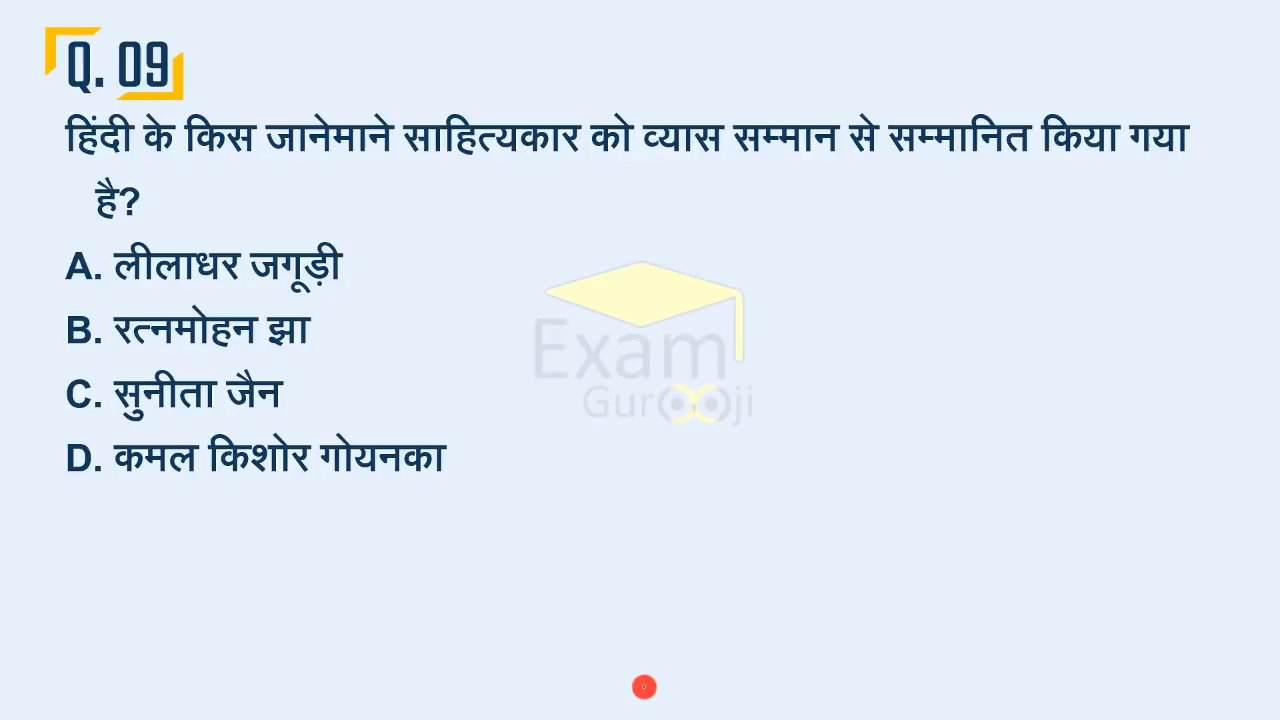 Q. 09
हिंदी के किस जानेमाने साहित्यकार को व्यास सम्मान से सम्मानित किया गया
है?
A. लीलाधर जगूड़ी
B. रत्नमोहन झा
C. सुनीता जैन
D. कमल किशोर गोयनका
Exam
Gurooji